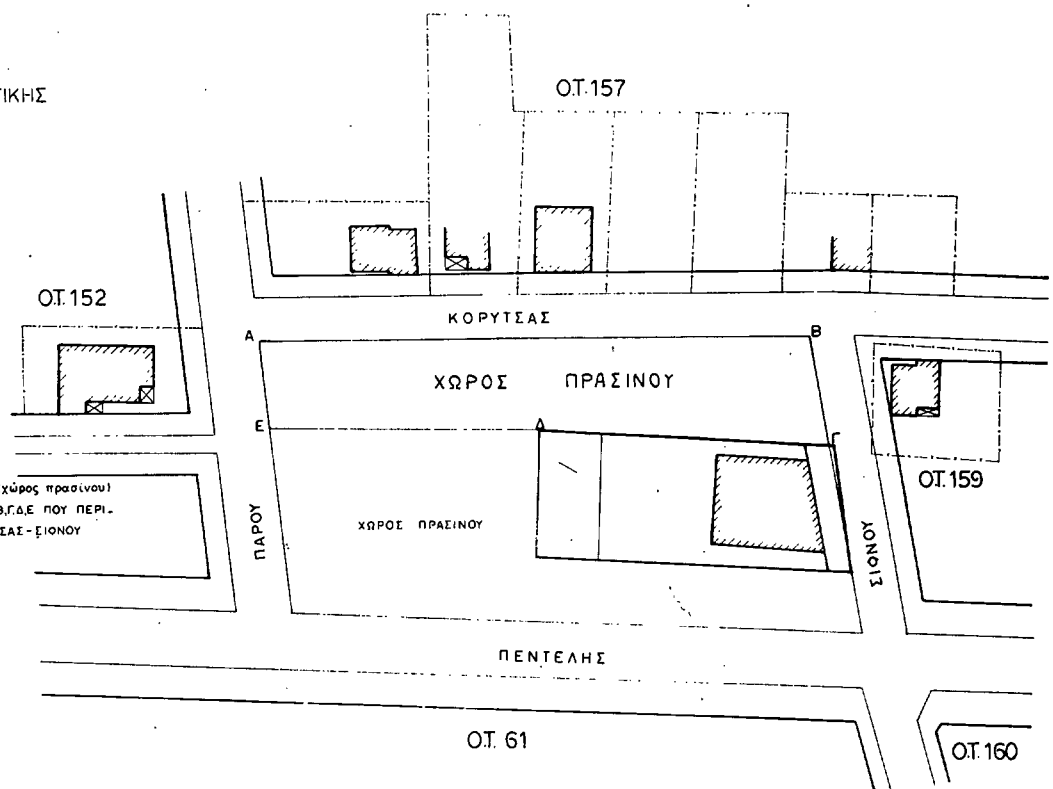 ΤΙΚΗΣ
Ο.Τ. 157
Ο.Τ. 152
ΚΟΡΥΤΣΑΣ
Α
Β
ΧΩΡΟΣ ΠΡΑΣΙΝΟΥ
Ε
Δ
Γ
Ο.Τ. 159
χώρος πρασίνου)
Β,Γ,Δ,Ε ΠΟΥ ΠΕΡΙ-
ΣΑΣ-ΣΙΟΝΟΥ
ΠΑΡΟΥ
ΧΩΡΟΣ ΠΡΑΣΙΝΟΥ
ΣΙΟΝΟΥ
ΠΕΝΤΕΛΗΣ
Ο.Τ. 61
Ο.Τ. 160